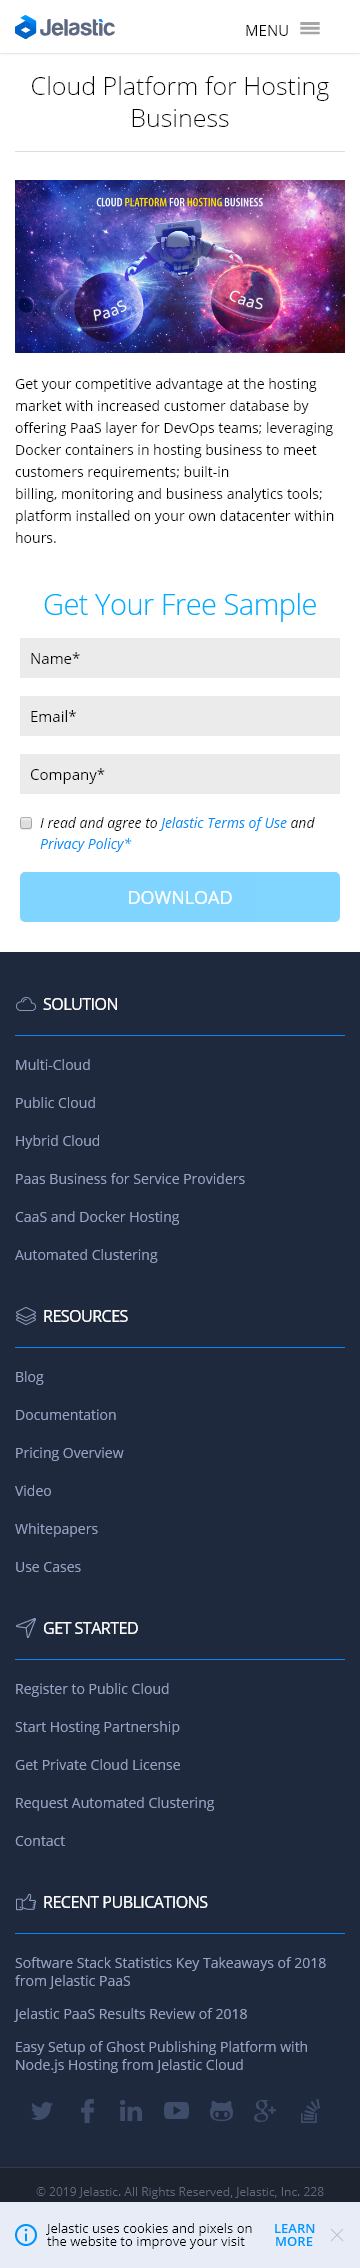 Jelastic
MENU
Cloud Platform for Hosting
Business
CLOUD PLATFORM FOR HOSTING BUSINESS
PaaS
CaaS
Get your competitive advantage at the hosting
market with increased customer database by
offering PaaS layer for DevOps teams; leveraging
Docker containers in hosting business to meet
customers requirements; built-in
billing, monitoring and business analytics tools;
platform installed on your own datacenter within
hours.
Get Your Free Sample
Name*
Email*
Company*
I read and agree to Jelastic Terms of Use and
Privacy Policy*
DOWNLOAD
SOLUTION
Multi-Cloud
Public Cloud
Hybrid Cloud
Paas Business for Service Providers
CaaS and Docker Hosting
Automated Clustering
RESOURCES
Blog
Documentation
Pricing Overview
Video
Whitepapers
Use Cases
GET STARTED
Register to Public Cloud
Start Hosting Partnership
Get Private Cloud License
Request Automated Clustering
Contact
RECENT PUBLICATIONS
Software Stack Statistics Key Takeaways of 2018
from Jelastic PaaS
Jelastic PaaS Results Review of 2018
Easy Setup of Ghost Publishing Platform with
Node.js Hosting from Jelastic Cloud
© 2019 Jelastic. All Rights Reserved, Jelastic, Inc. 228
Jelastic uses cookies and pixels on
the website to improve your visit
LEARN
MORE